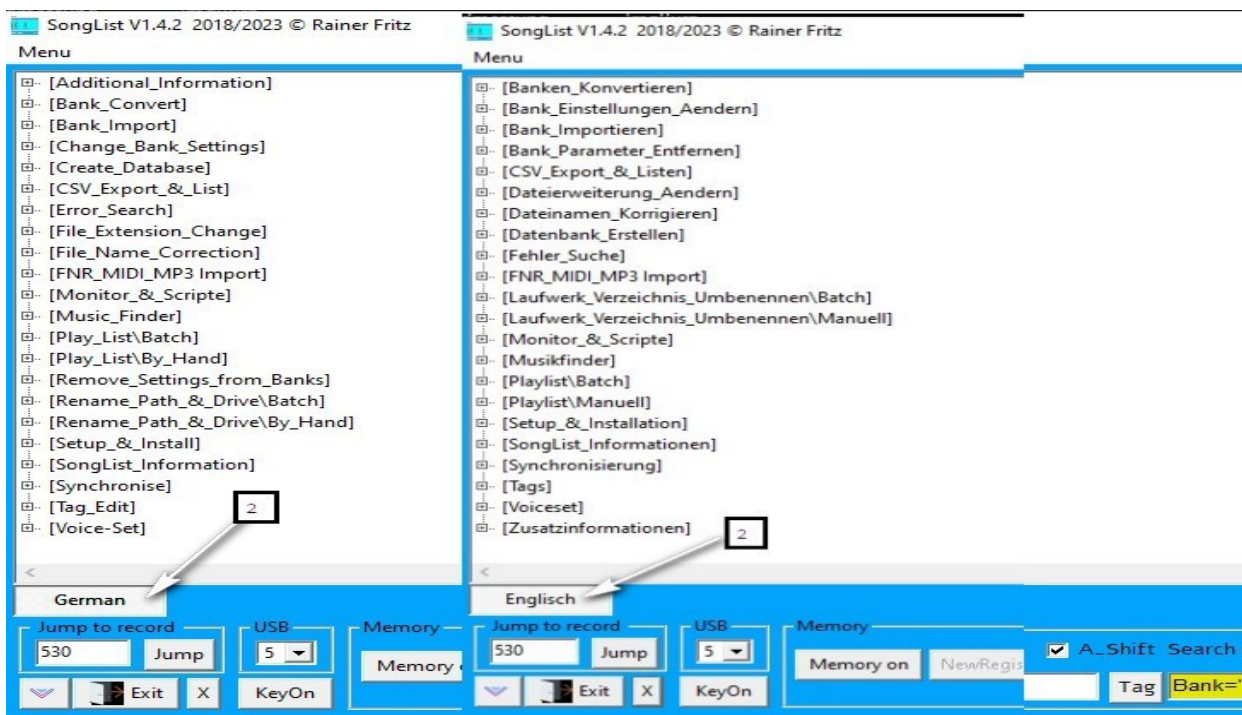 SongList V1.4.2 2018/2023 © Rainer Fritz
Menu
[Additional_Information]
[Bank_Convert]
[Bank_Import]
[Change_Bank_Settings]
[Create_Database]
[CSV_Export_&_List]
[Error_Search]
[File_Extension_Change]
[File_Name_Correction]
[FNR_MIDI_MP3 Import]
[Monitor_&_Scripte]
[Music_Finder]
[Play_List\Batch]
[Play_List\By_Hand]
[Remove_Settings_from_Banks]
[Rename_Path_&_Drive\Batch]
[Rename_Path_&_Drive\By_Hand]
[Setup_&_Install]
[SongList_Information]
[Synchronise]
[Tag_Edit]
[Voice-Set]
2
German
Jump to record
USB
Memory
530
Jump
5
Memory
Exit
X
KeyOn
SongList V1.4.2 2018/2023 © Rainer Fritz
Menu
[Banken_Konvertieren]
[Bank_Einstellungen_Aendern]
[Bank_Importieren]
[Bank_Parameter_Entfernen]
[CSV_Export_&_Listen]
[Dateierweiterung_Aendern]
[Dateinamen_Korrigieren]
[Datenbank_Erstellen]
[Fehler_Suche]
[FNR_MIDI_MP3 Import]
[Laufwerk_Verzeichnis_Umbenennen\Batch]
[Laufwerk_Verzeichnis_Umbenennen\Manuell]
[Monitor_&_Scripte]
[Musikfinder]
[Playlist\Batch]
[Playlist\Manuell]
[Setup_&_Installation]
[SongList_Informationen]
[Synchronisierung]
[Tags]
[Voiceset]
[Zusatzinformationen]
2
Englisch
Jump to record
USB
Memory
530
Jump
5
Memory on
NewRegis
Exit
X
KeyOn
A_Shift Search
Tag
Bank='